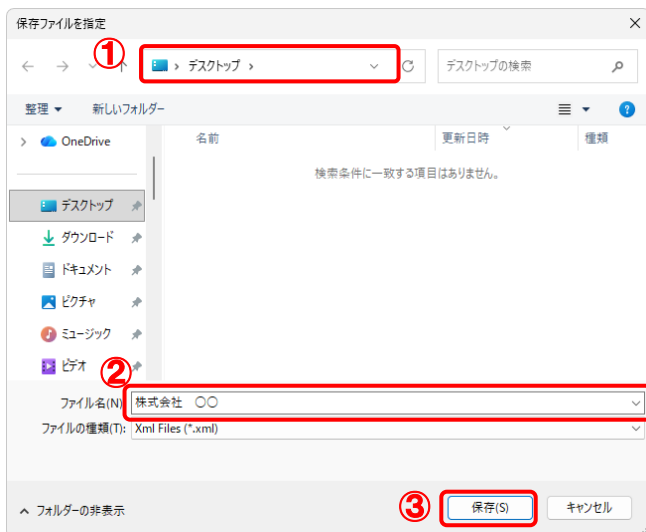 保存ファイルを指定
①
デスクトップ
デスクトップの検索
整理 新しいフォルダー
OneDrive
名前 更新日時 種類
検索条件に一致する項目はありません。
デスクトップ
ダウンロード
ドキュメント
ピクチャ
ミュージック
ビデオ
②
ファイル名(N): 株式会社　○○
ファイルの種類(T): Xml Files (*.xml)
③
フォルダーの非表示 保存(S) キャンセル